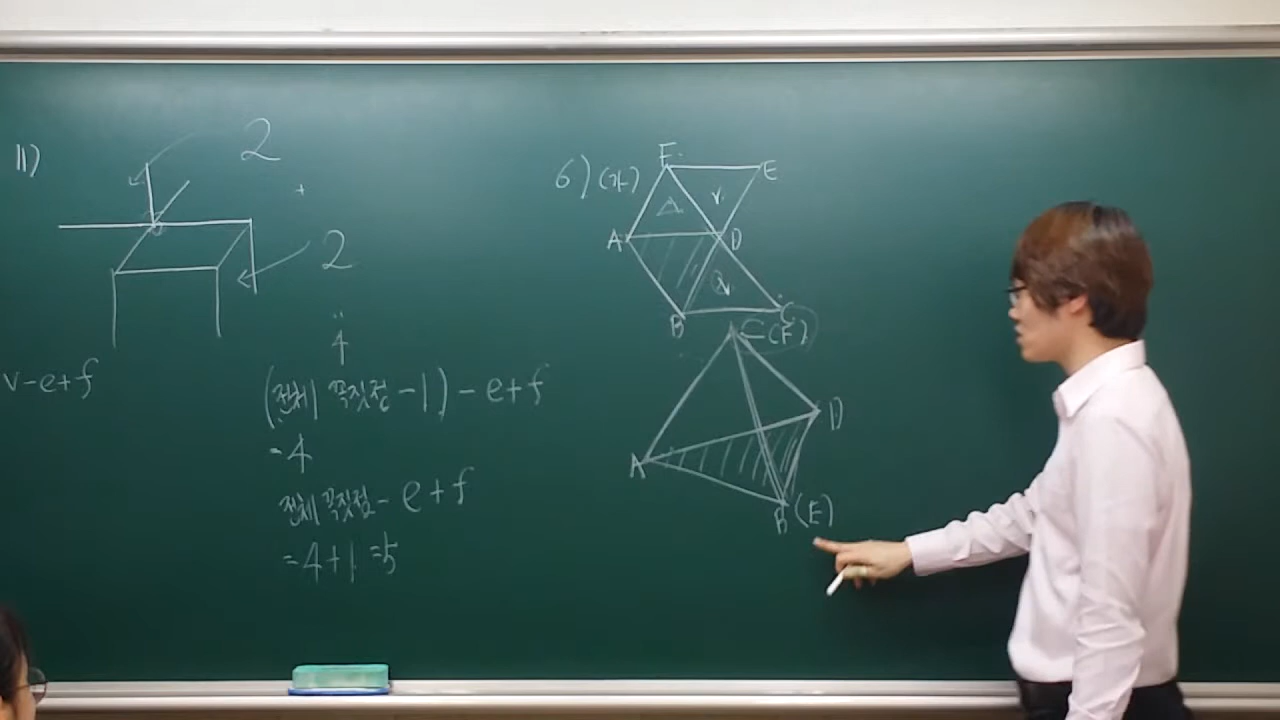 11)
2
2
4
v-e+f
(전체 꼭짓점 -1) - e+f
=4
전체 꼭짓점 - e+f
=4+1=5
6) (가)
F
E
A
D
B
C
C(F)
D
A
B(E)